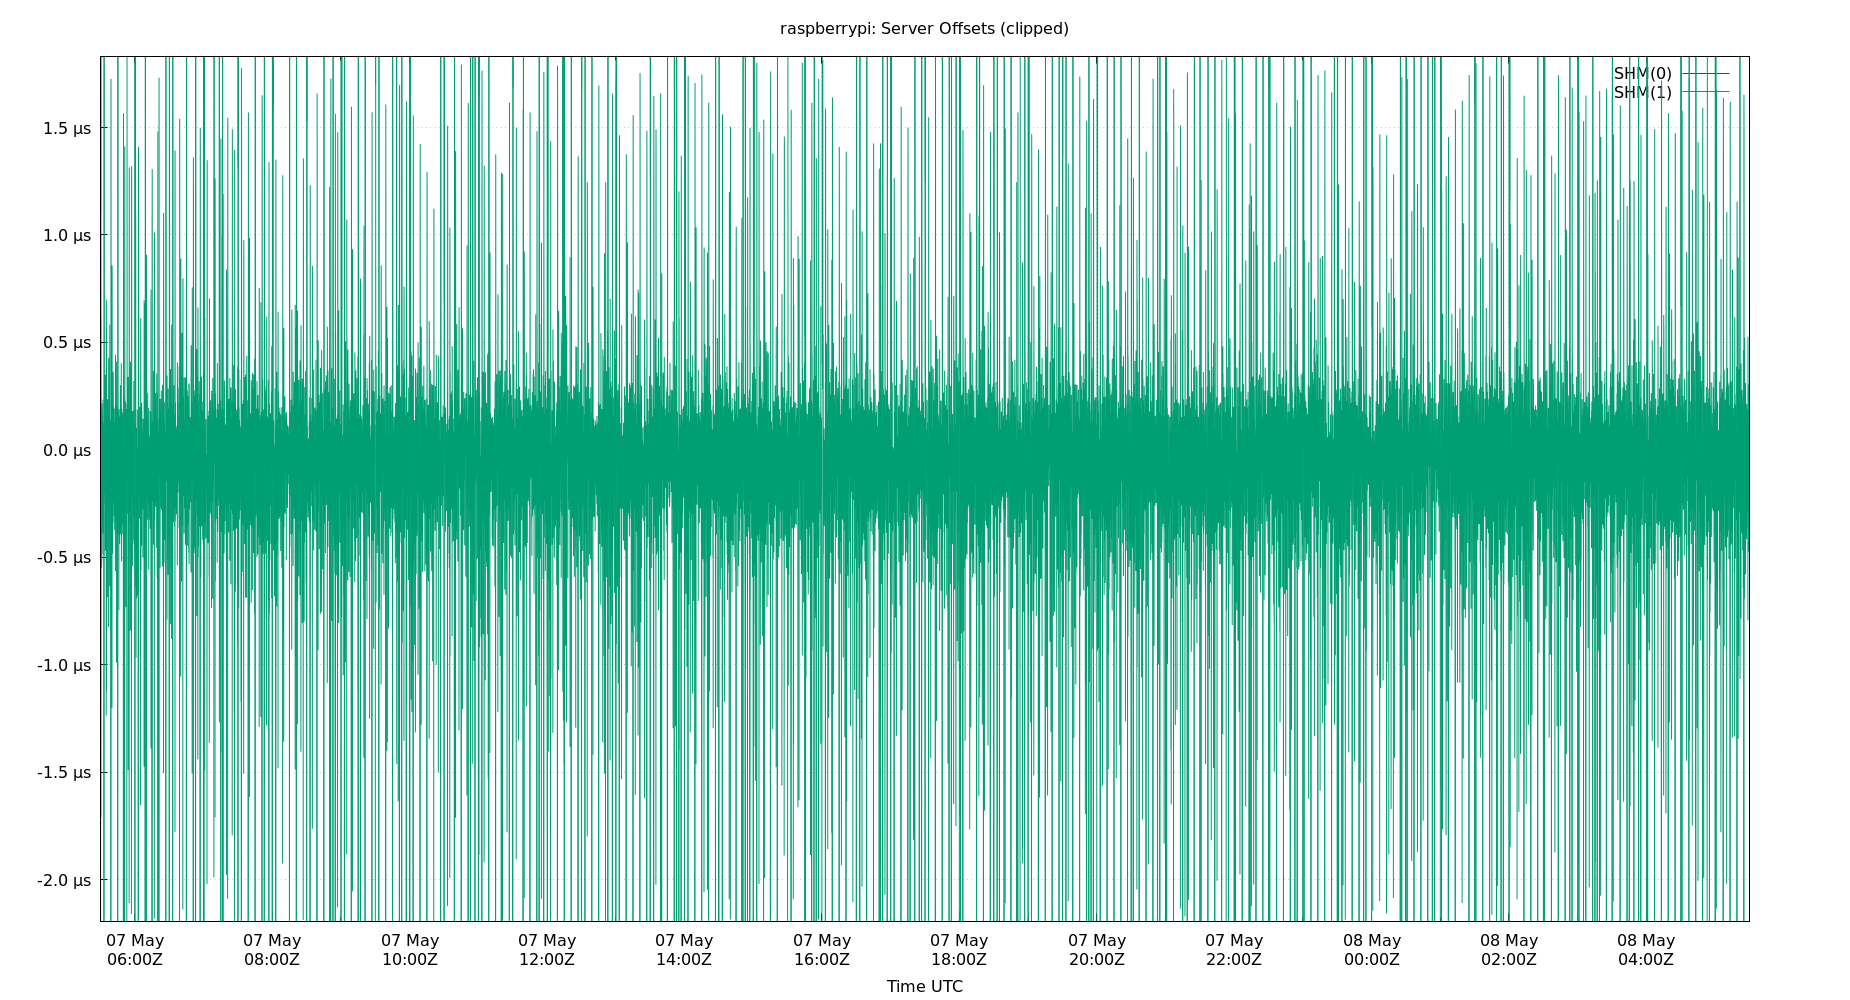 raspberrypi: Server Offsets (clipped)
SHM(0)
SHM(1)
1.5 µs
1.0 µs
0.5 µs
0.0 µs
-0.5 µs
-1.0 µs
-1.5 µs
-2.0 µs
07 May 07 May 07 May 07 May 07 May 07 May 07 May 07 May 07 May 08 May 08 May 08 May
06:00Z 08:00Z 10:00Z 12:00Z 14:00Z 16:00Z 18:00Z 20:00Z 22:00Z 00:00Z 02:00Z 04:00Z
Time UTC